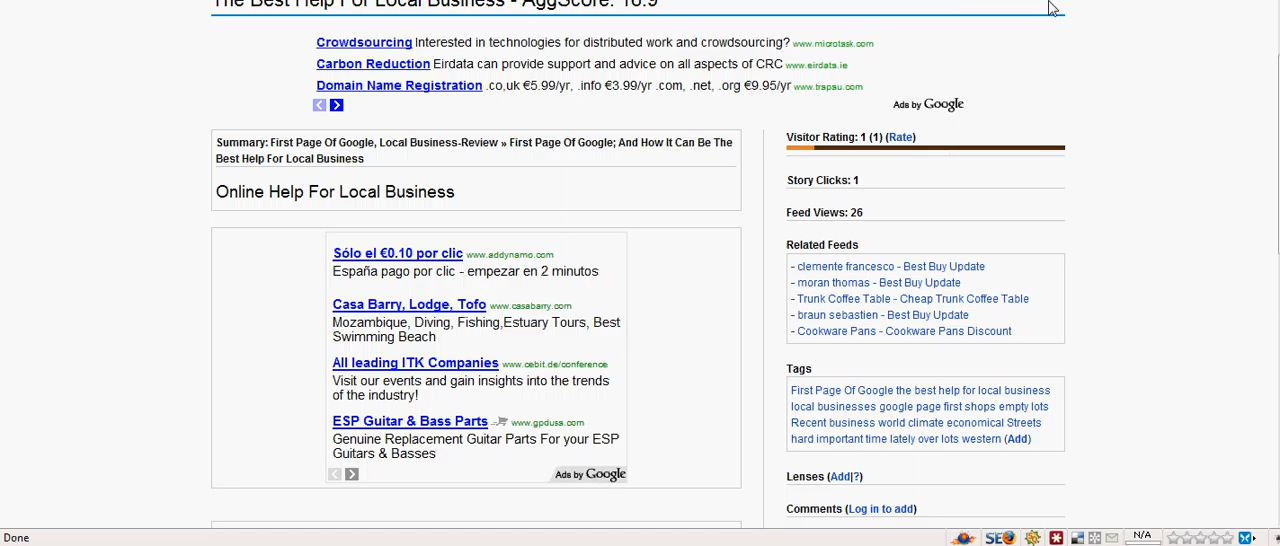 The Best Help For Local Business - AggScore: 16.9
Crowdsourcing Interested in technologies for distributed work and crowdsourcing? www.microtask.com
Carbon Reduction Eirdata can provide support and advice on all aspects of CRC www.eirdata.ie
Domain Name Registration .co,uk €5.99/yr, .info €3.99/yr .com, .net, .org €9.95/yr www.trapsu.com
Ads by Google
Summary: First Page Of Google, Local Business-Review » First Page Of Google; And How It Can Be The
Best Help For Local Business
Online Help For Local Business
Sólo el €0.10 por clic www.addynamo.com
España pago por clic - empezar en 2 minutos
Casa Barry, Lodge, Tofo www.casabarry.com
Mozambique, Diving, Fishing,Estuary Tours, Best
Swimming Beach
All leading ITK Companies www.cebit.de/conference
Visit our events and gain insights into the trends
of the industry!
ESP Guitar & Bass Parts www.gpdusa.com
Genuine Replacement Guitar Parts For your ESP
Guitars & Basses
Ads by Google
Visitor Rating: 1 (1) (Rate)
Story Clicks: 1
Feed Views: 26
Related Feeds
- clemente francesco - Best Buy Update
- moran thomas - Best Buy Update
- Trunk Coffee Table - Cheap Trunk Coffee Table
- braun sebastien - Best Buy Update
- Cookware Pans - Cookware Pans Discount
Tags
First Page Of Google the best help for local business
local businesses google page first shops empty lots
Recent business world climate economical Streets
hard important time lately over lots western (Add)
Lenses (Add|?)
Comments (Log in to add)
Done
SEO
N/A